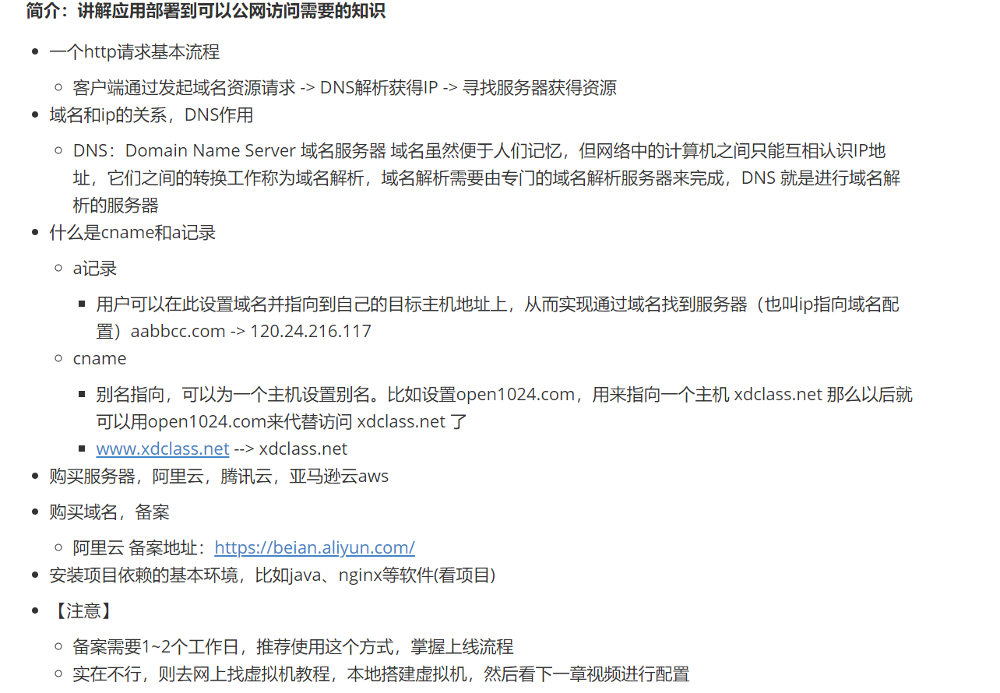 简介：讲解应用部署到可以公网访问需要的知识
一个http请求基本流程
客户端通过发起域名资源请求 -> DNS解析获得IP -> 寻找服务器获得资源
域名和ip的关系，DNS作用
DNS：Domain Name Server 域名服务器 域名虽然便于人们记忆，但网络中的计算机之间只能互相认识IP地
址，它们之间的转换工作称为域名解析，域名解析需要由专门的域名解析服务器来完成，DNS 就是进行域名解
析的服务器
什么是cname和a记录
a记录
用户可以在此设置域名并指向到自己的目标主机地址上，从而实现通过域名找到服务器（也叫ip指向域名配
置）aabbcc.com -> 120.24.216.117
cname
别名指向，可以为一个主机设置别名。比如设置open1024.com，用来指向一个主机 xdclass.net 那么以后就
可以用open1024.com来代替访问 xdclass.net 了
www.xdclass.net --> xdclass.net
购买服务器，阿里云，腾讯云，亚马逊云aws
购买域名，备案
阿里云 备案地址：https://beian.aliyun.com/
安装项目依赖的基本环境，比如java、nginx等软件(看项目)
【注意】
备案需要1~2个工作日，推荐使用这个方式，掌握上线流程
实在不行，则去网上找虚拟机教程，本地搭建虚拟机，然后看下一章视频进行配置